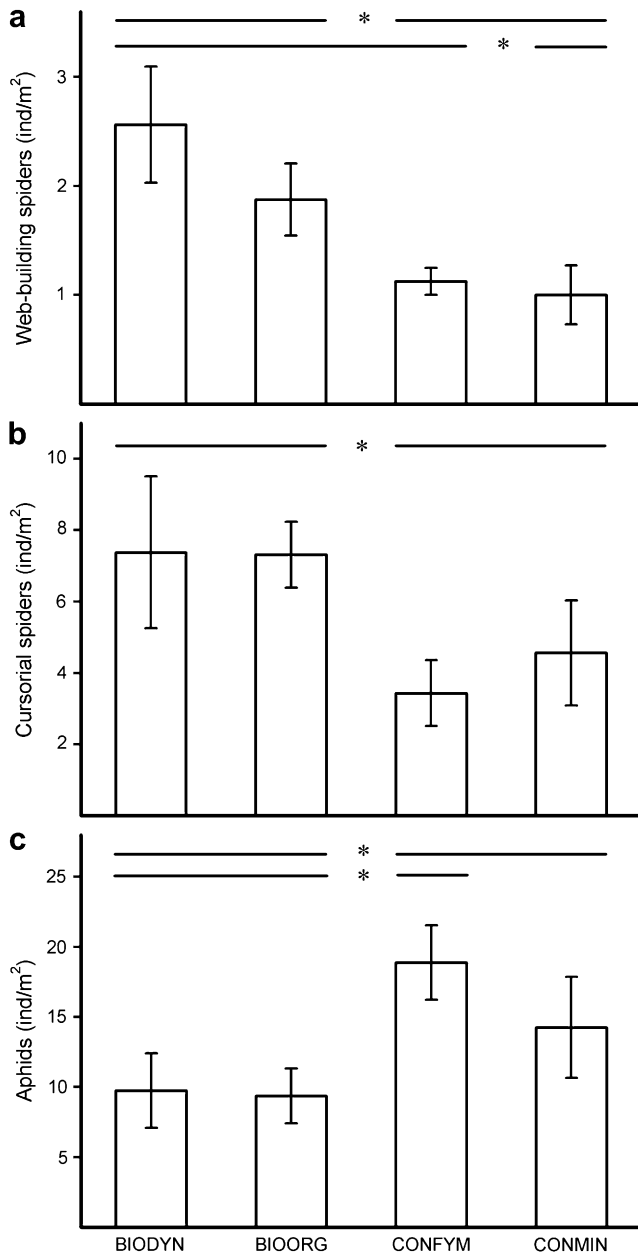 a
*
*
Web-building spiders (ind/m²)
3
2
1
b
*
Cursorial spiders (ind/m²)
10
8
6
4
2
c
*
*
Aphids (ind/m²)
25
20
15
10
5
BIODYN BIOORG CONFYM CONMIN